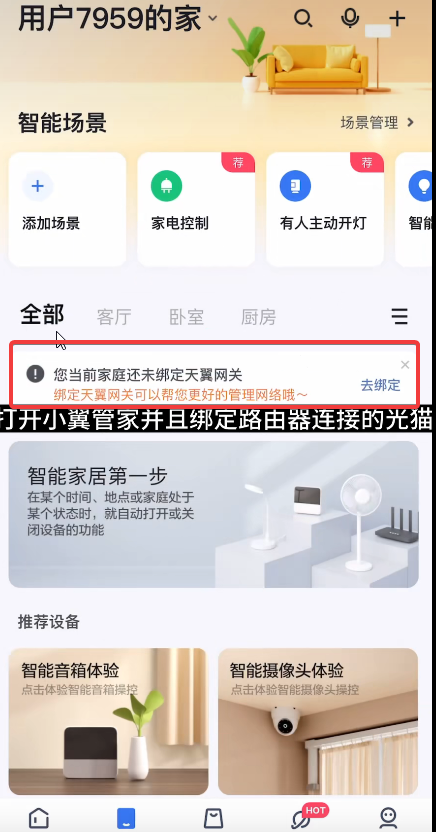 用户7959的家
智能场景
场景管理
荐
荐
添加场景
家电控制
有人主动开灯
智能
全部
客厅
卧室
厨房
您当前家庭还未绑定天翼网关
绑定天翼网关可以帮您更好的管理网络哦～
去绑定
打开小翼管家并且绑定路由器连接的光猫
智能家居第一步
在某个时间、地点或家庭处于
某个状态时，就自动打开或关
闭设备的功能
推荐设备
智能音箱体验
点击体验智能音箱操控
智能摄像头体验
点击体验智能摄像头操控
HOT